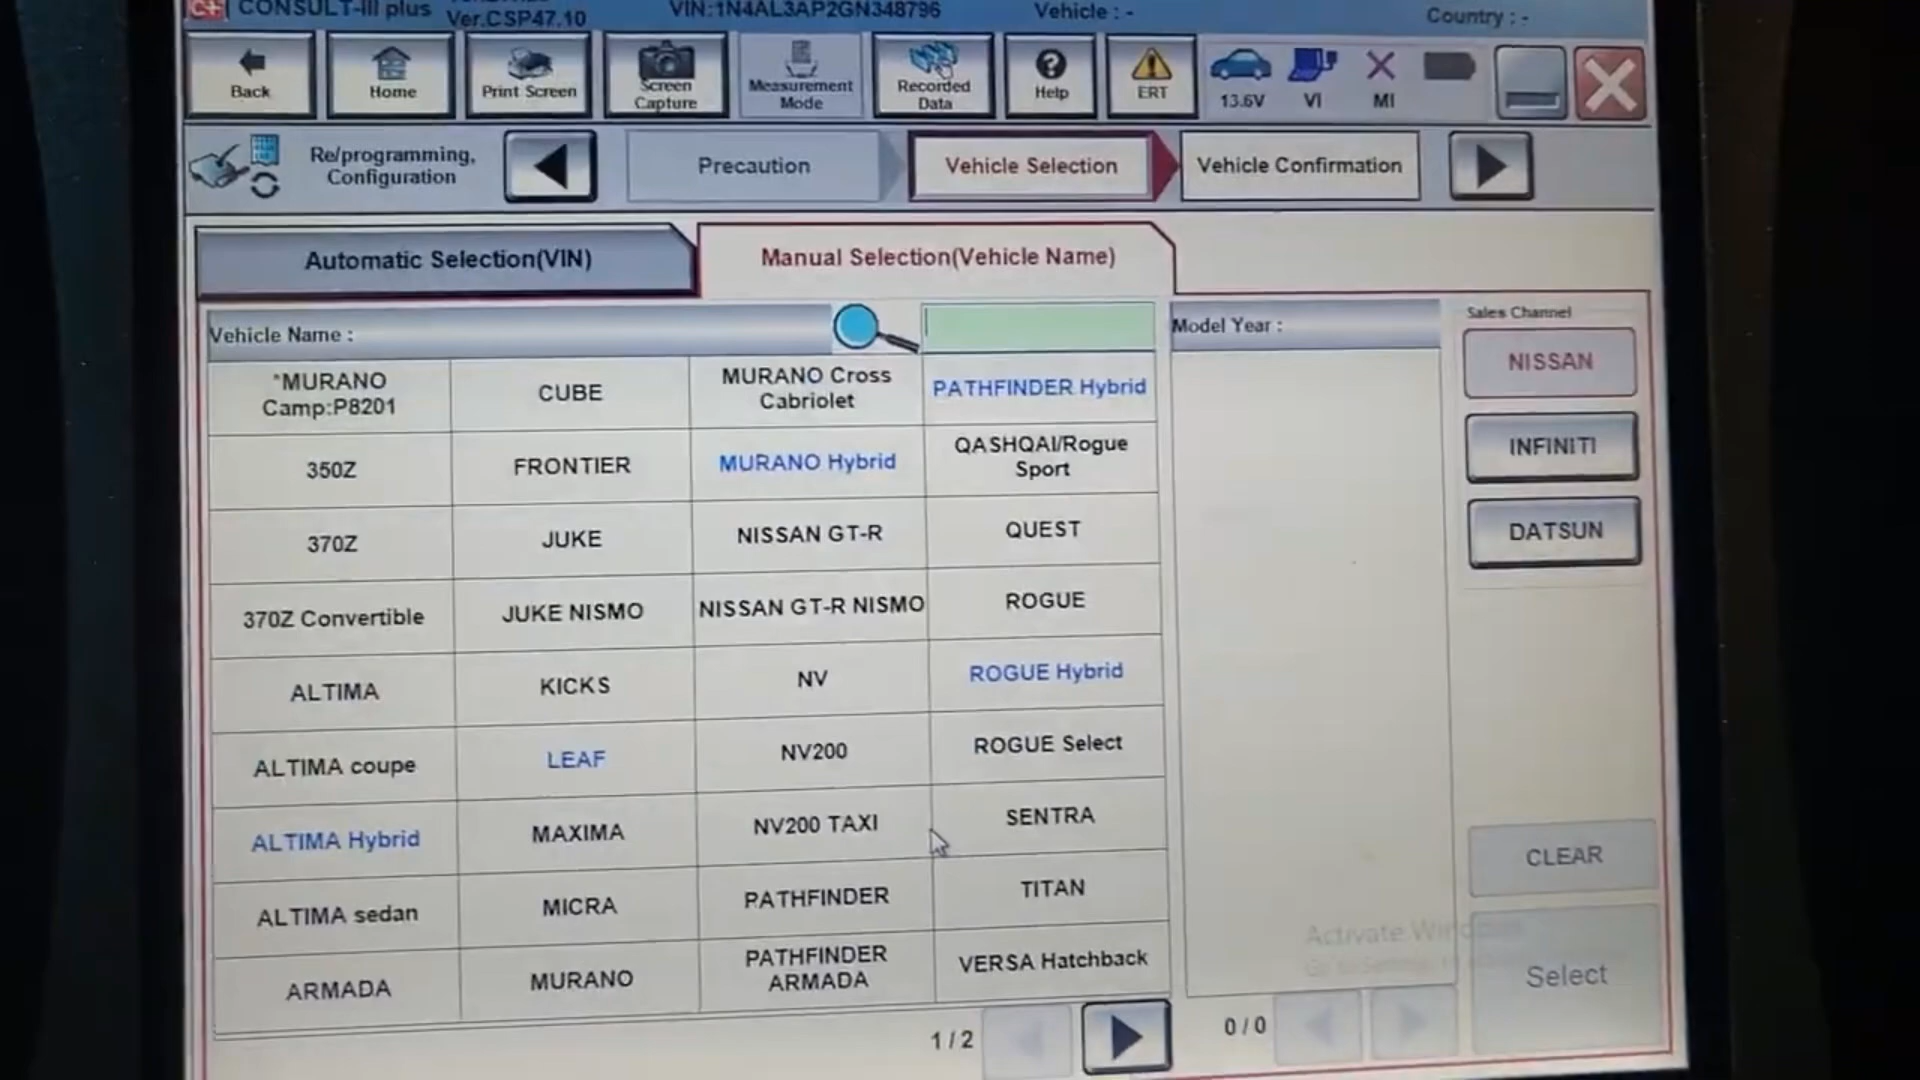 C+ CONSULT-III plus
Ver.CSP47.10
VIN:1N4AL3AP2GN348796
Vehicle : -
Country : -
Back
Home
Print Screen
Screen
Capture
Measurement
Mode
Recorded
Data
Help
ERT
13.6V
VI
MI
Re/programming,
Configuration
Precaution
Vehicle Selection
Vehicle Confirmation
Automatic Selection(VIN)
Manual Selection(Vehicle Name)
Vehicle Name :
Model Year :
Sales Channel
*MURANO
Camp:P8201
CUBE
MURANO Cross
Cabriolet
PATHFINDER Hybrid
NISSAN
350Z
FRONTIER
MURANO Hybrid
QASHQAI/Rogue
Sport
INFINITI
370Z
JUKE
NISSAN GT-R
QUEST
DATSUN
370Z Convertible
JUKE NISMO
NISSAN GT-R NISMO
ROGUE
ALTIMA
KICKS
NV
ROGUE Hybrid
ALTIMA coupe
LEAF
NV200
ROGUE Select
ALTIMA Hybrid
MAXIMA
NV200 TAXI
SENTRA
CLEAR
ALTIMA sedan
MICRA
PATHFINDER
TITAN
Activate Windows
ARMADA
MURANO
PATHFINDER
ARMADA
VERSA Hatchback
Select
1 / 2
0 / 0